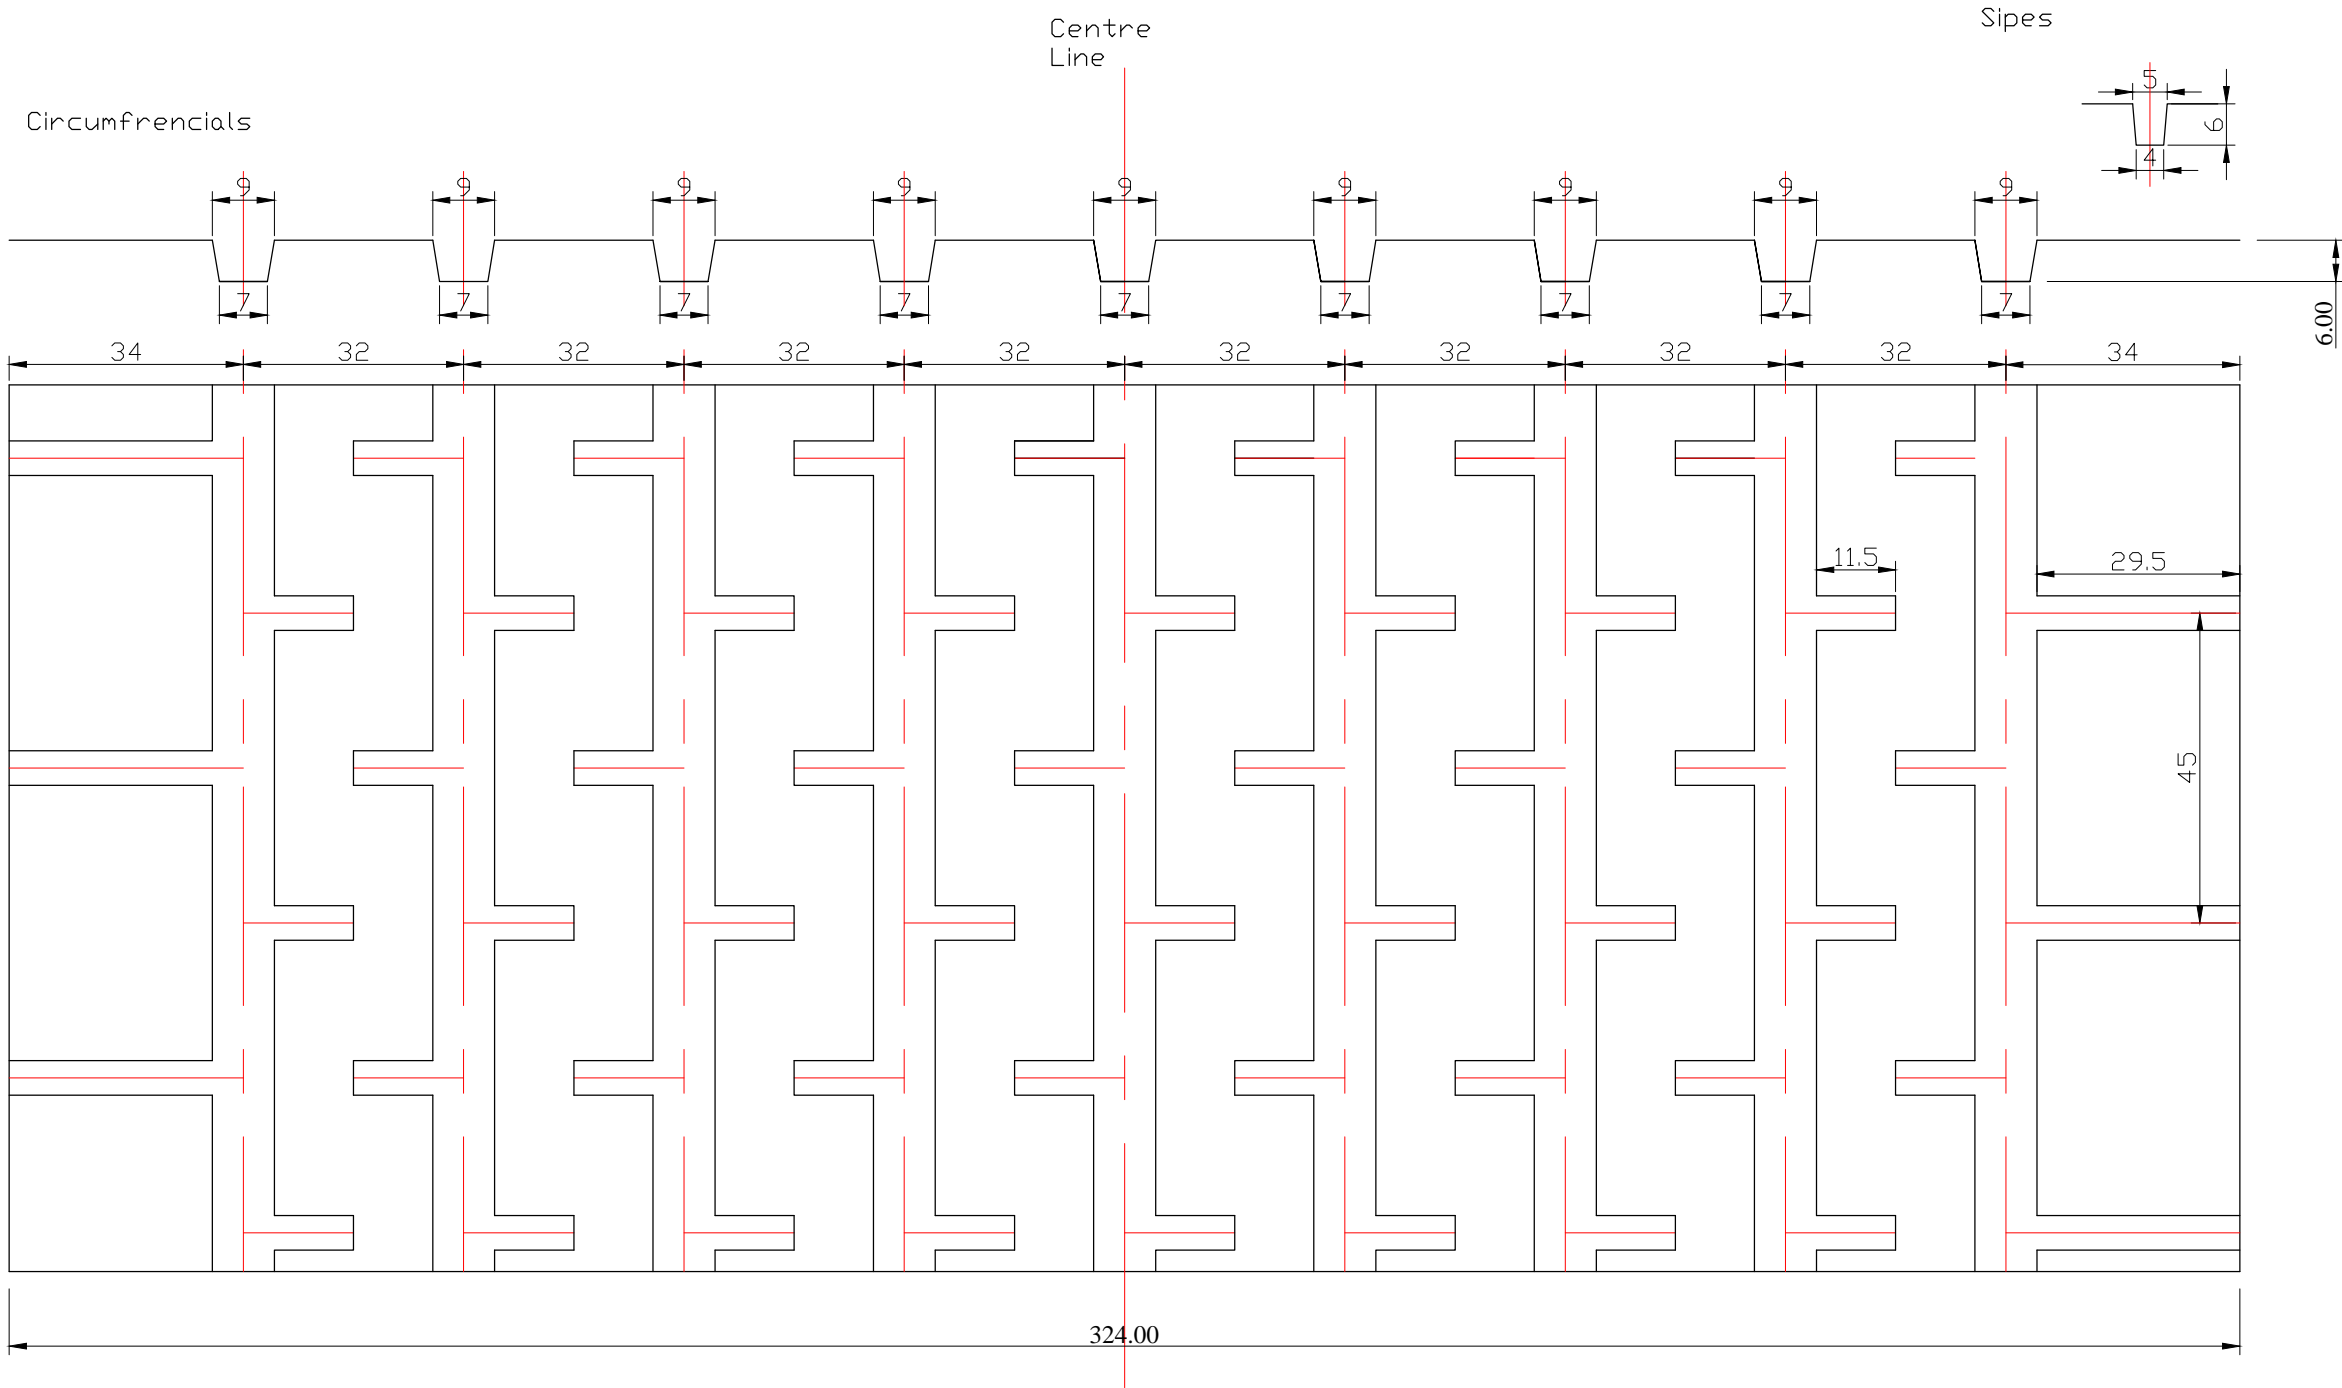 Centre
Line
Sipes
Circumfrencials
5
6
4
9 9 9 9 9 9 9 9 9
7 7 7 7 7 7 7 7 7
6.00
34 32 32 32 32 32 32 32 32 34
11.5
29.5
45
324.00